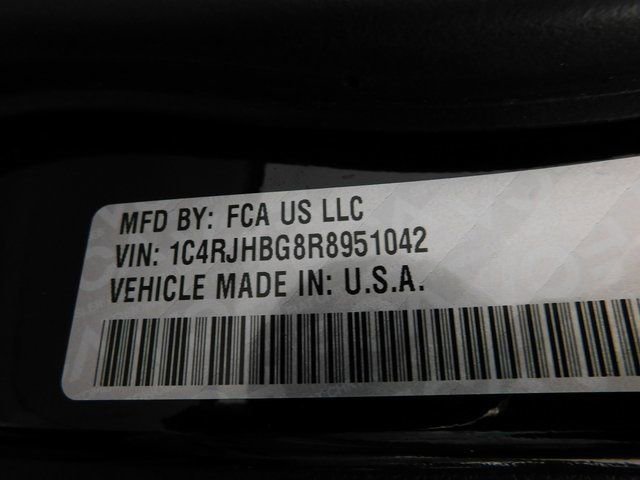 MFD BY: FCA US LLC
VIN: 1C4RJHBG8R8951042
VEHICLE MADE IN: U.S.A.